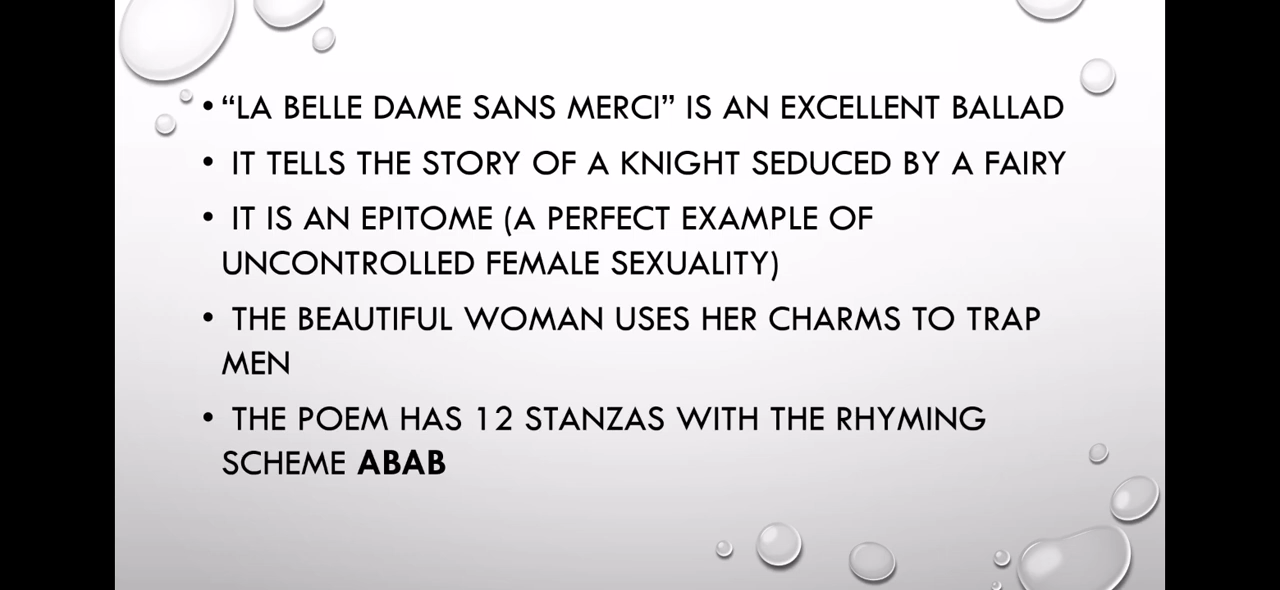 • “LA BELLE DAME SANS MERCI” IS AN EXCELLENT BALLAD
• IT TELLS THE STORY OF A KNIGHT SEDUCED BY A FAIRY
• IT IS AN EPITOME (A PERFECT EXAMPLE OF
UNCONTROLLED FEMALE SEXUALITY)
• THE BEAUTIFUL WOMAN USES HER CHARMS TO TRAP
MEN
• THE POEM HAS 12 STANZAS WITH THE RHYMING
SCHEME ABAB